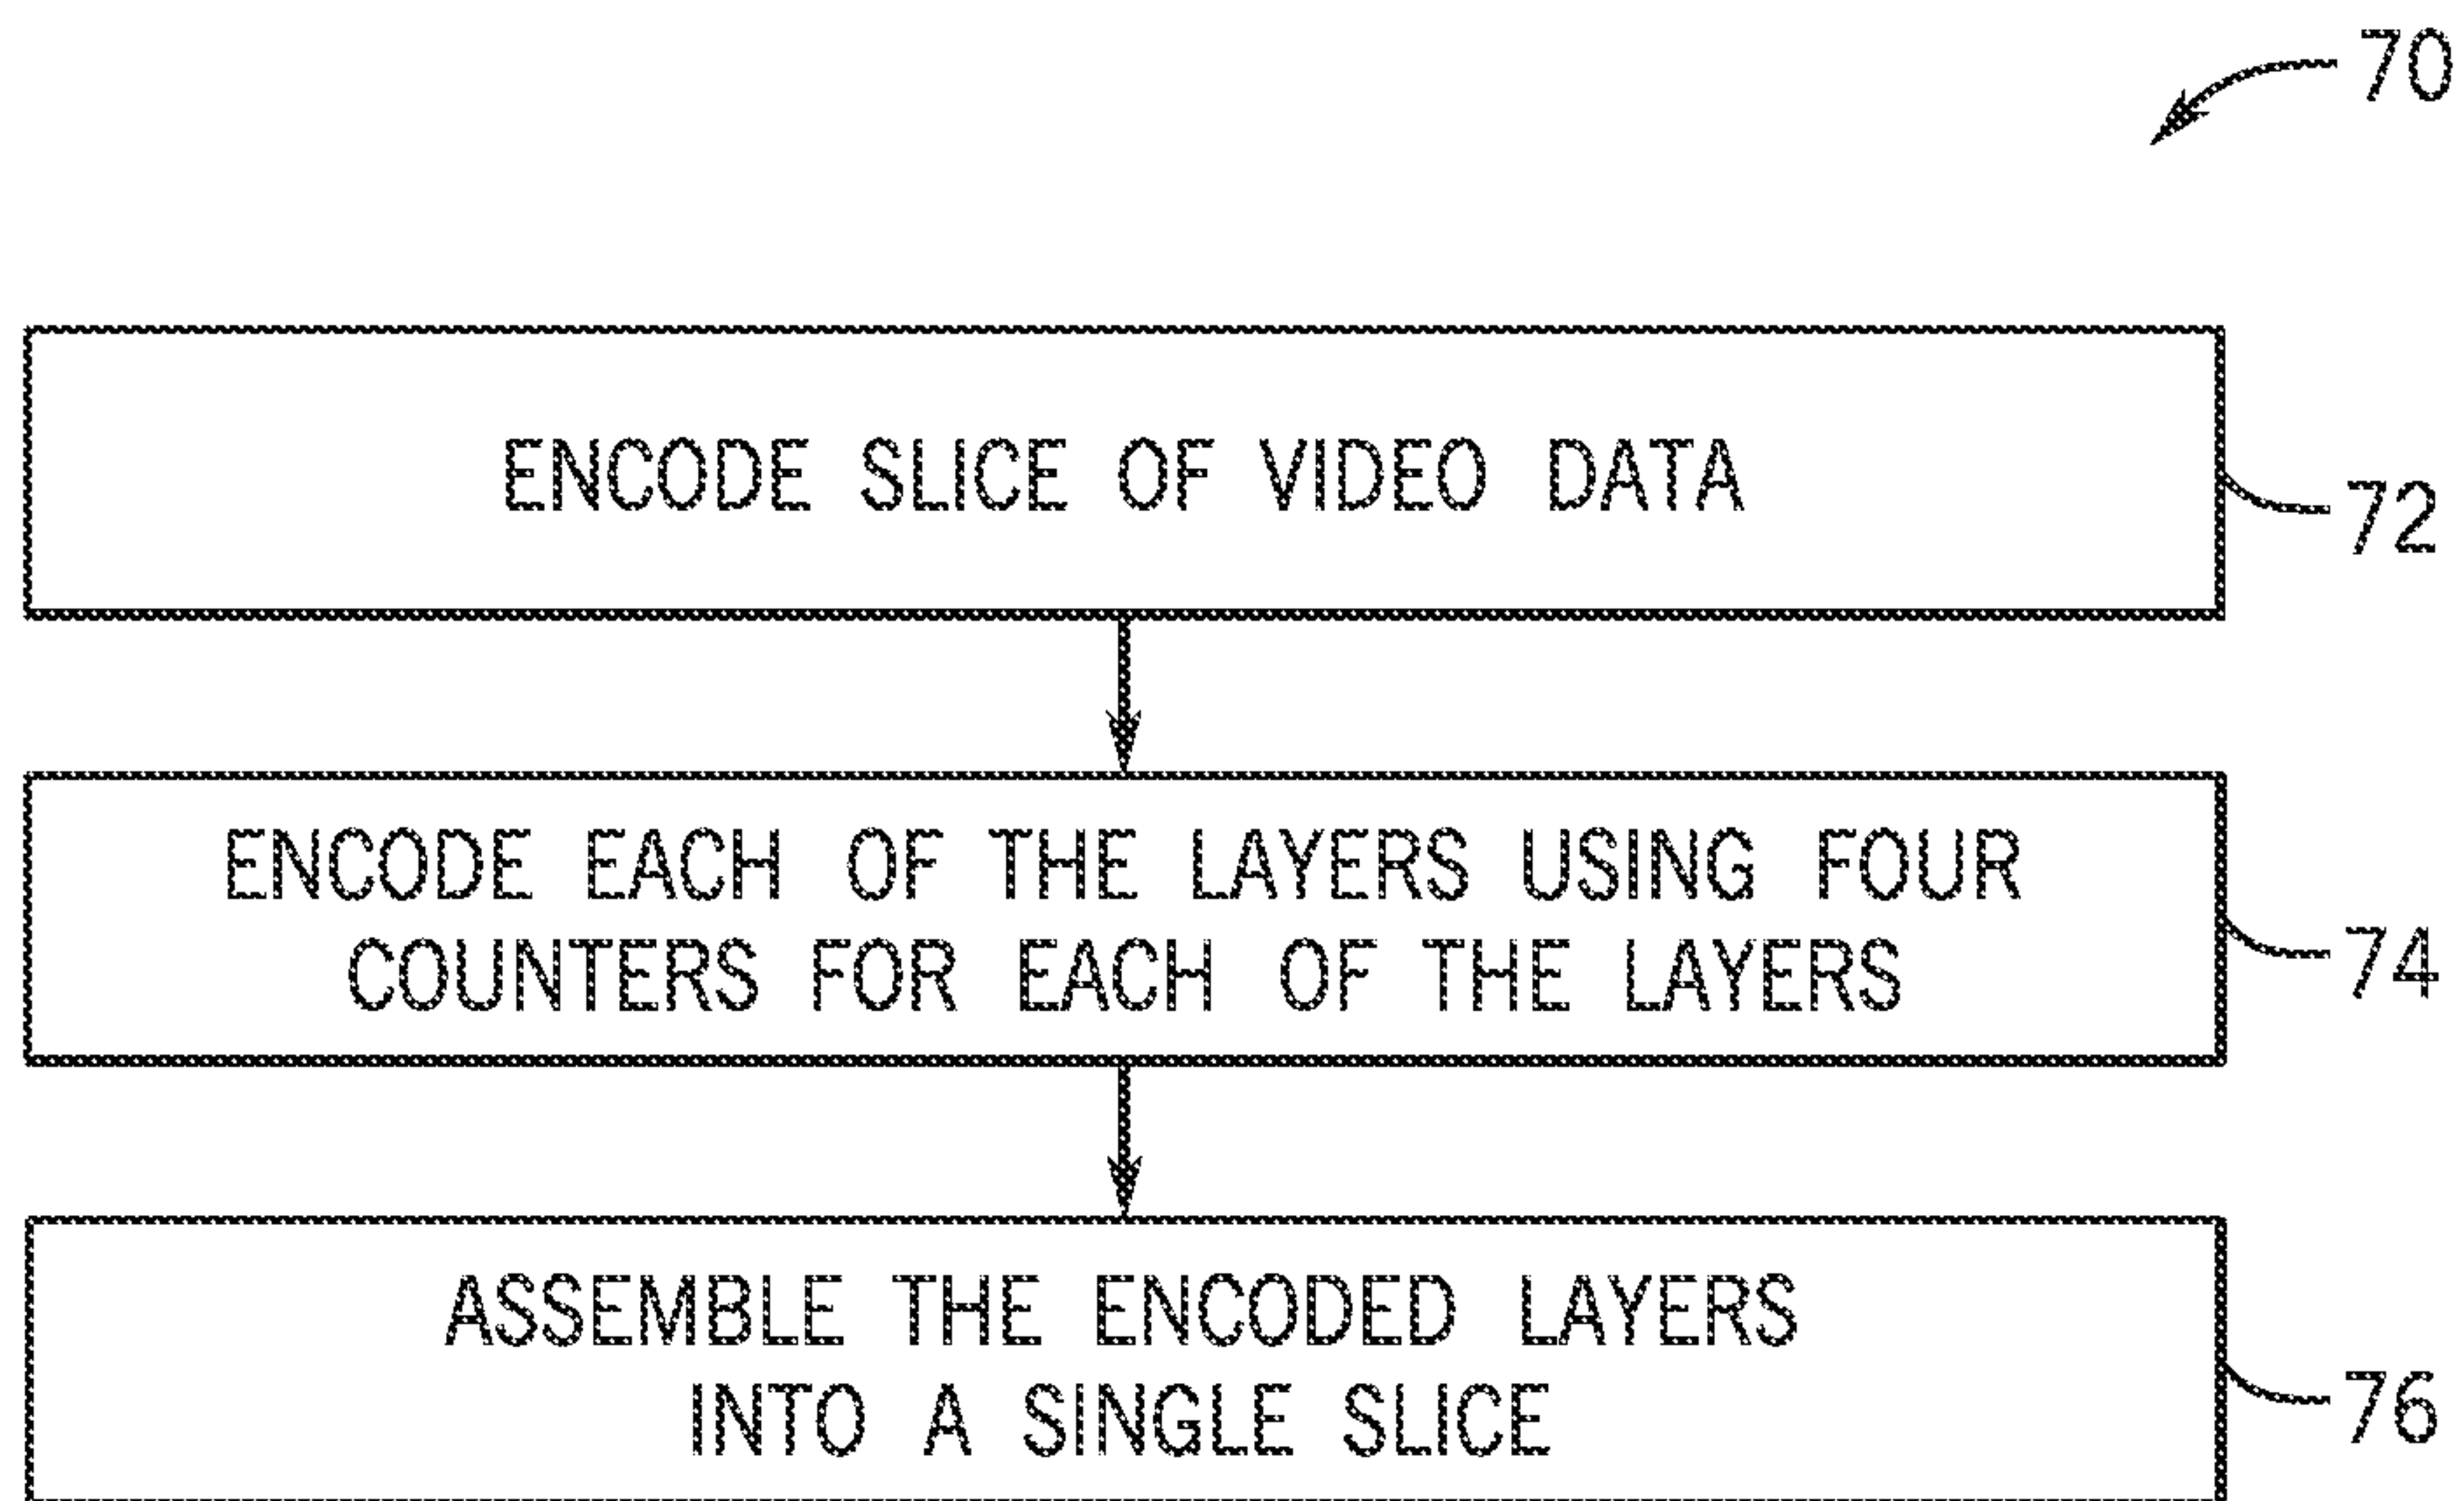 70
ENCODE SLICE OF VIDEO DATA
72
ENCODE EACH OF THE LAYERS USING FOUR
COUNTERS FOR EACH OF THE LAYERS
74
ASSEMBLE THE ENCODED LAYERS
INTO A SINGLE SLICE
76